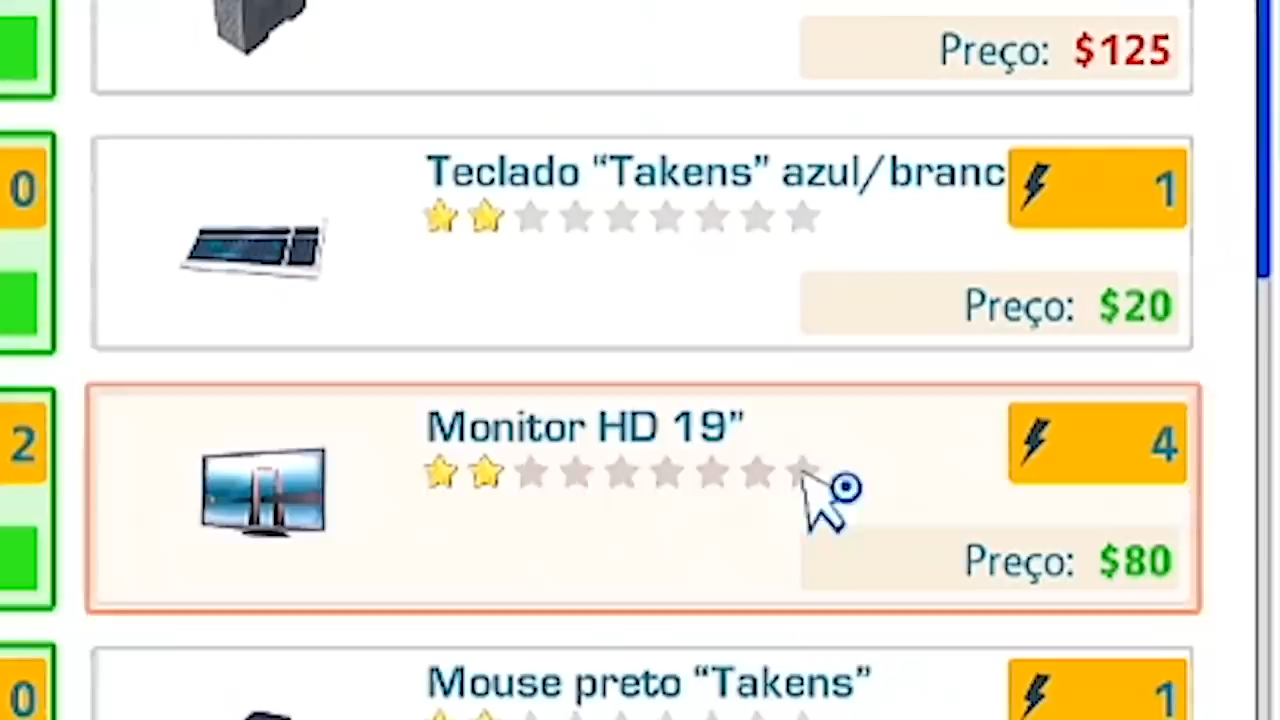 Preço: $125
0
Teclado “Takens” azul/branc
1
Preço: $20
2
Monitor HD 19”
4
Preço: $80
0
Mouse preto “Takens”
1